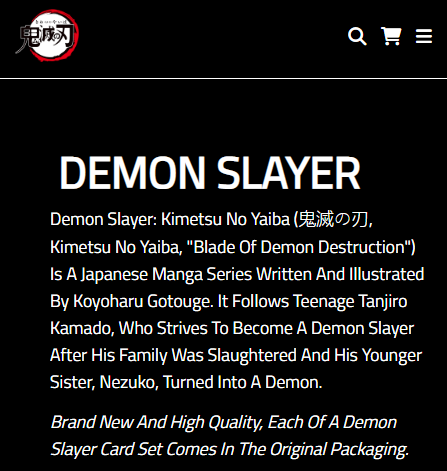 鬼滅の刃
DEMON SLAYER
Demon Slayer: Kimetsu No Yaiba (鬼滅の刃,
Kimetsu No Yaiba, "Blade Of Demon Destruction")
Is A Japanese Manga Series Written And Illustrated
By Koyoharu Gotouge. It Follows Teenage Tanjiro
Kamado, Who Strives To Become A Demon Slayer
After His Family Was Slaughtered And His Younger
Sister, Nezuko, Turned Into A Demon.
Brand New And High Quality, Each Of A Demon
Slayer Card Set Comes In The Original Packaging.